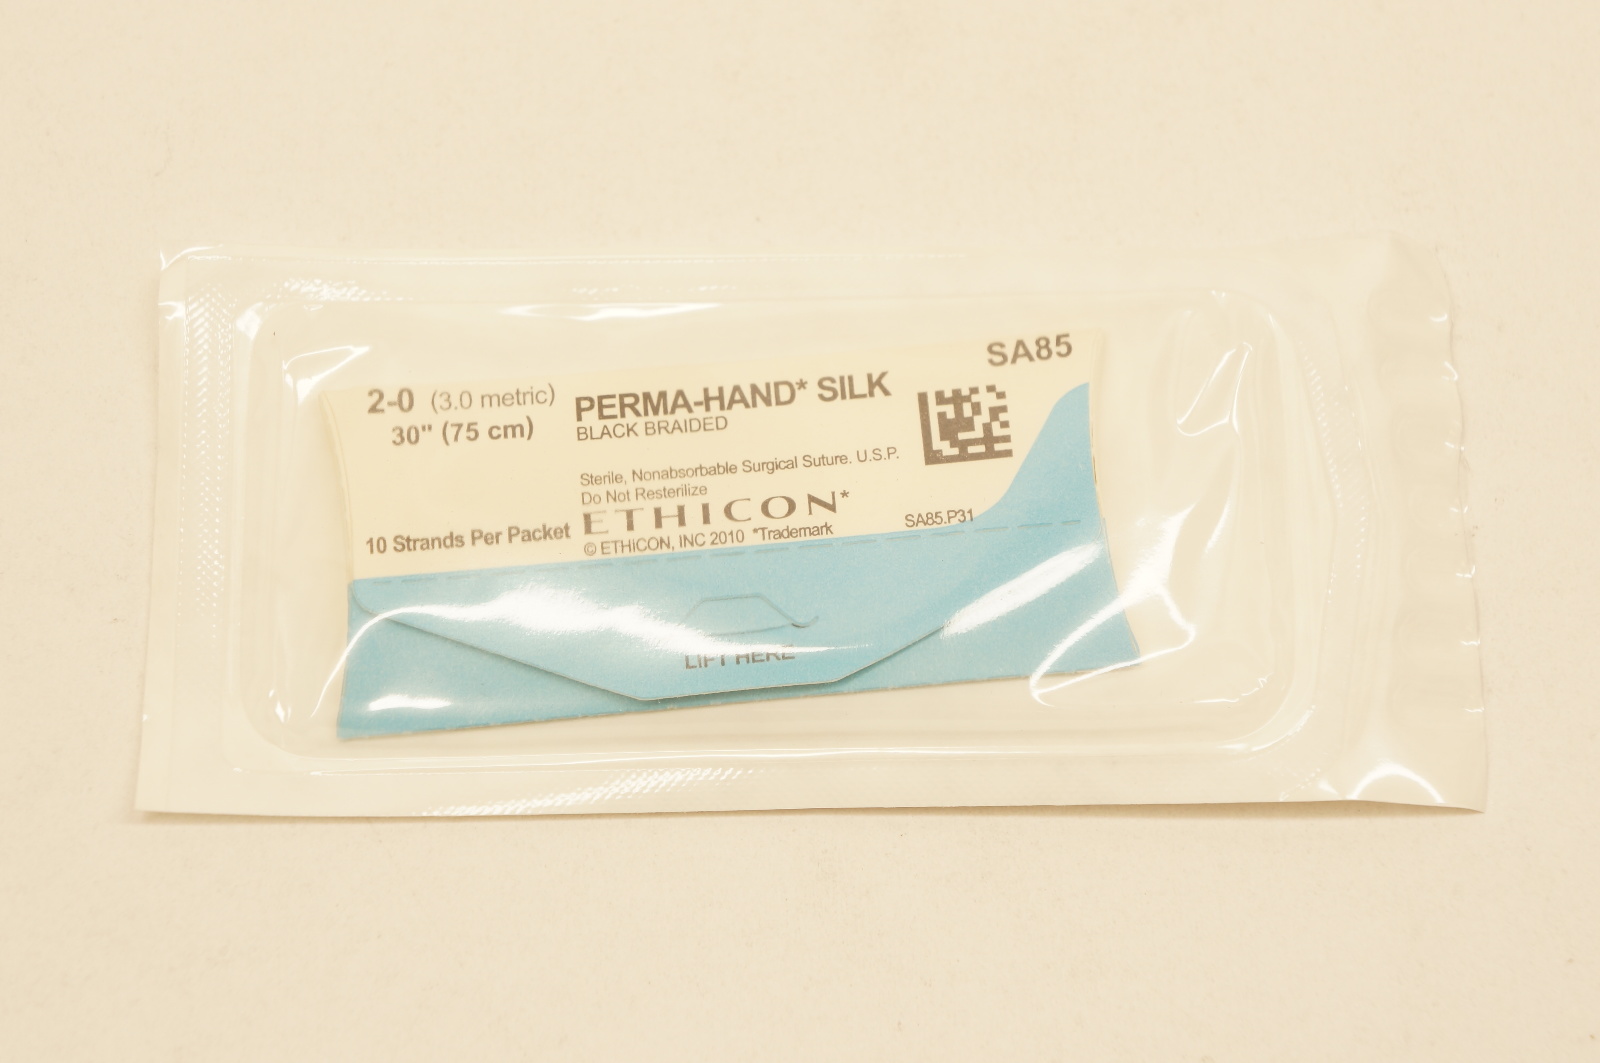 SA85
2-0 (3.0 metric)
30" (75 cm)
PERMA-HAND* SILK
BLACK BRAIDED
Sterile, Nonabsorbable Surgical Suture. U.S.P.
Do Not Resterilize
10 Strands Per Packet
ETHICON*
© ETHICON, INC 2010 *Trademark
SA85.P31
LIFT HERE